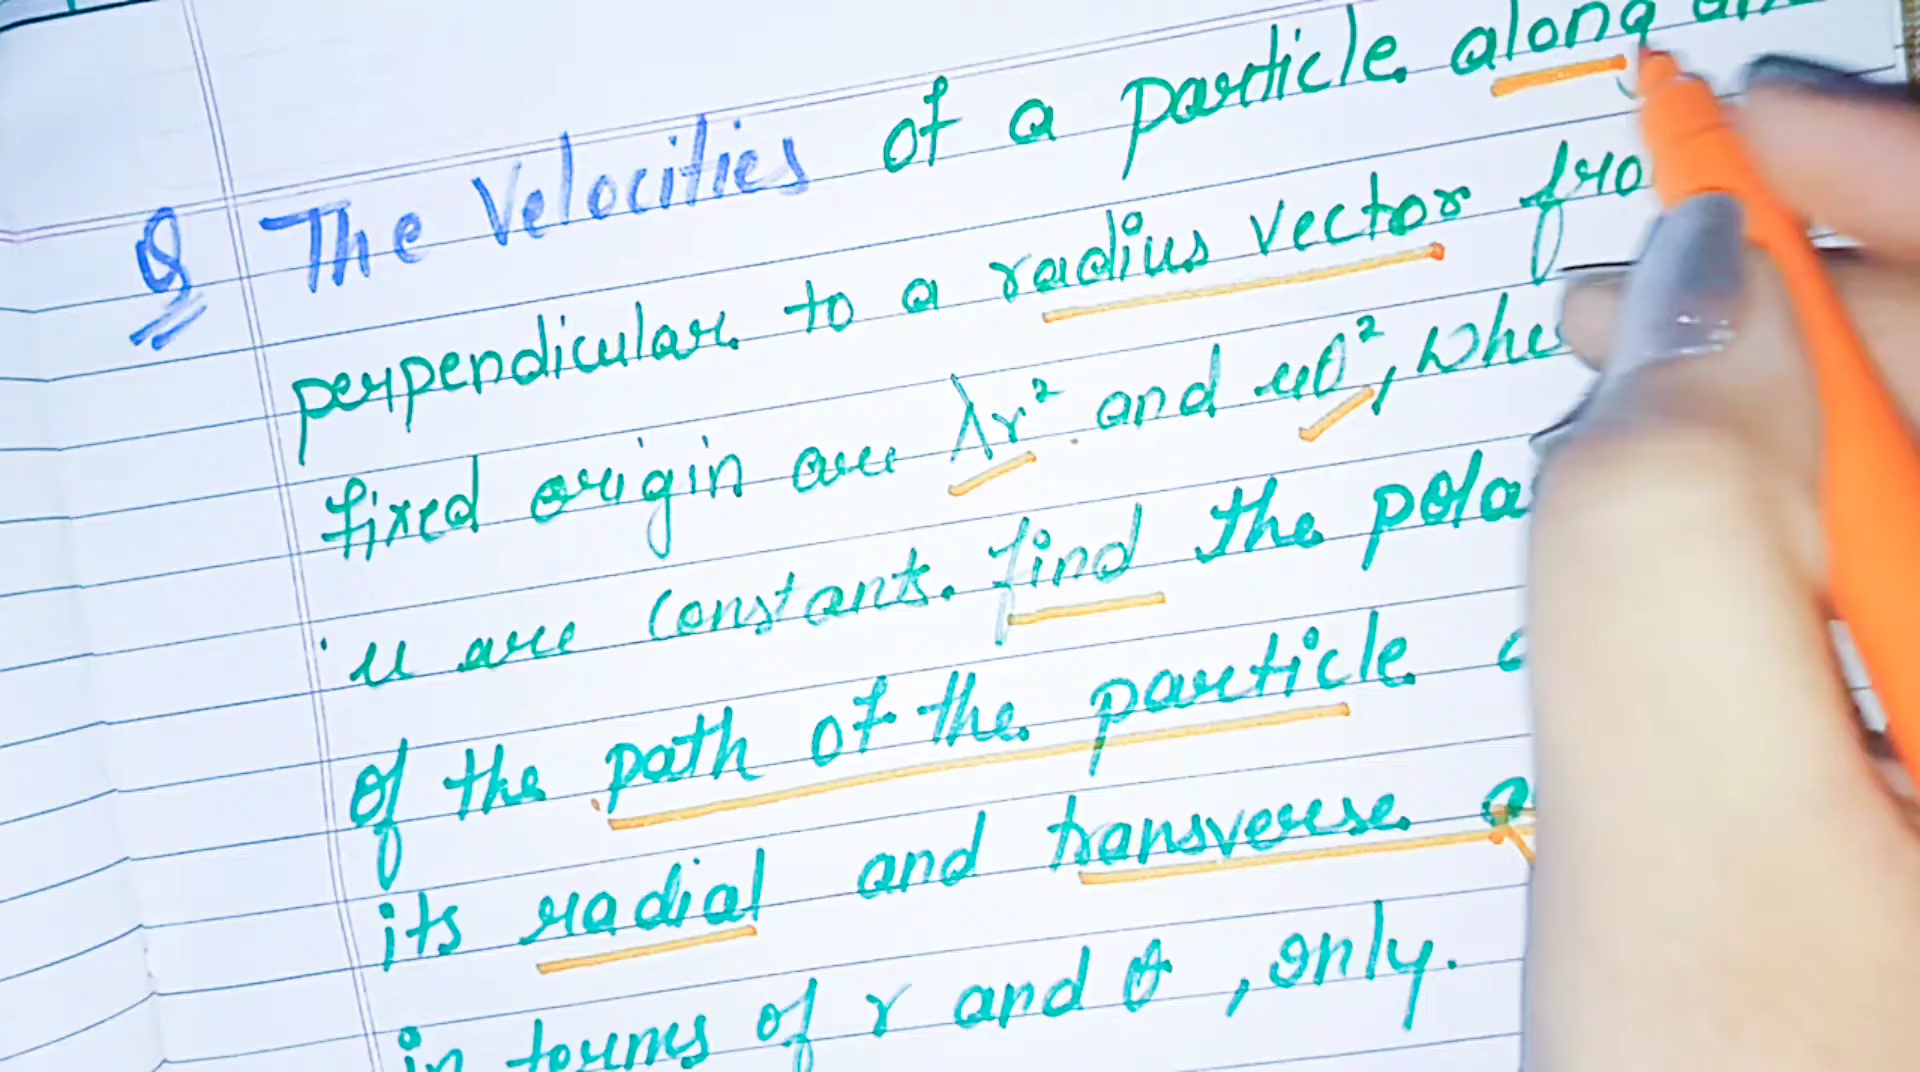 Q The Velocities of a particle along
perpendicular to a radius vector fro
fixed origin are λr² and uθ², whe
u are constant. find the pola
of the path of the particle
its radial and transverse
in terms of r and θ, only.